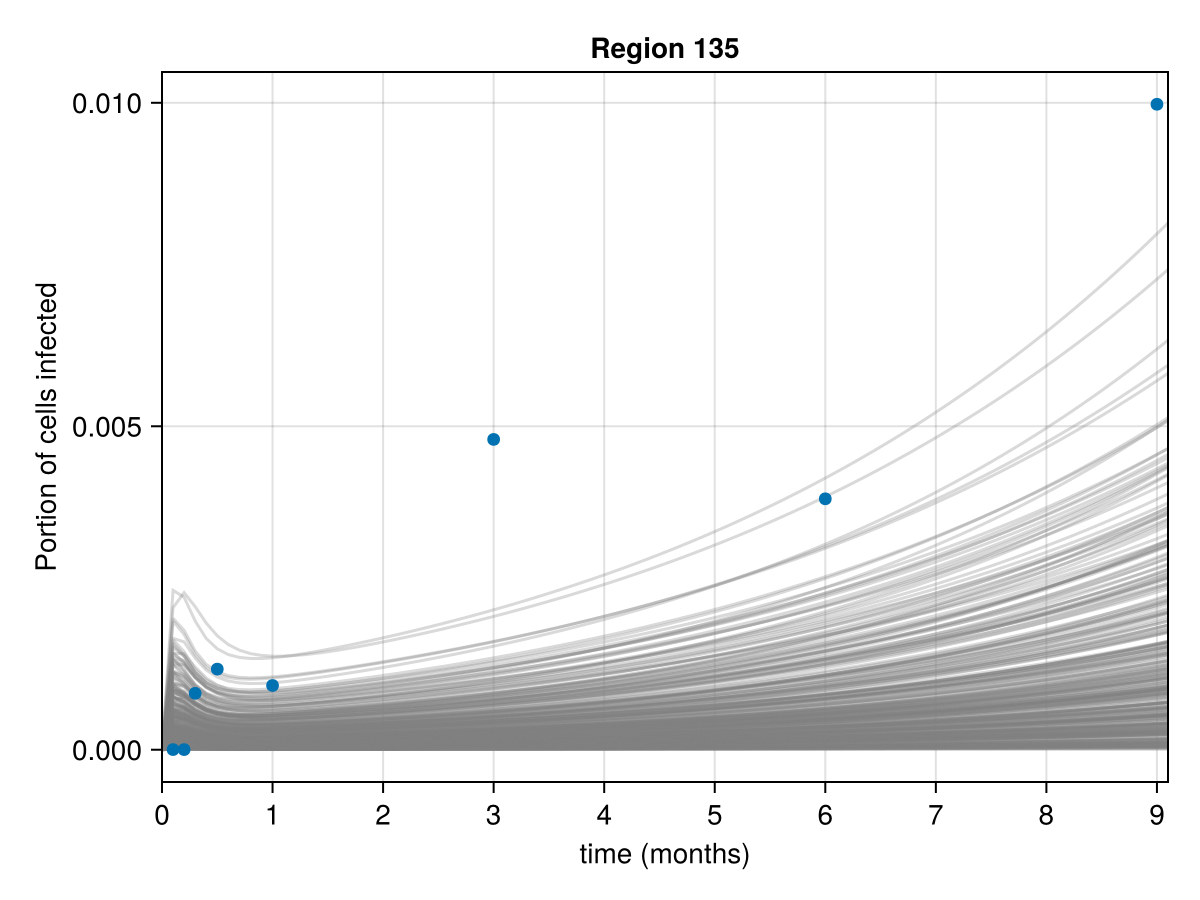 Region 135
Portion of cells infected
0.010
0.005
0.000
0 1 2 3 4 5 6 7 8 9
time (months)